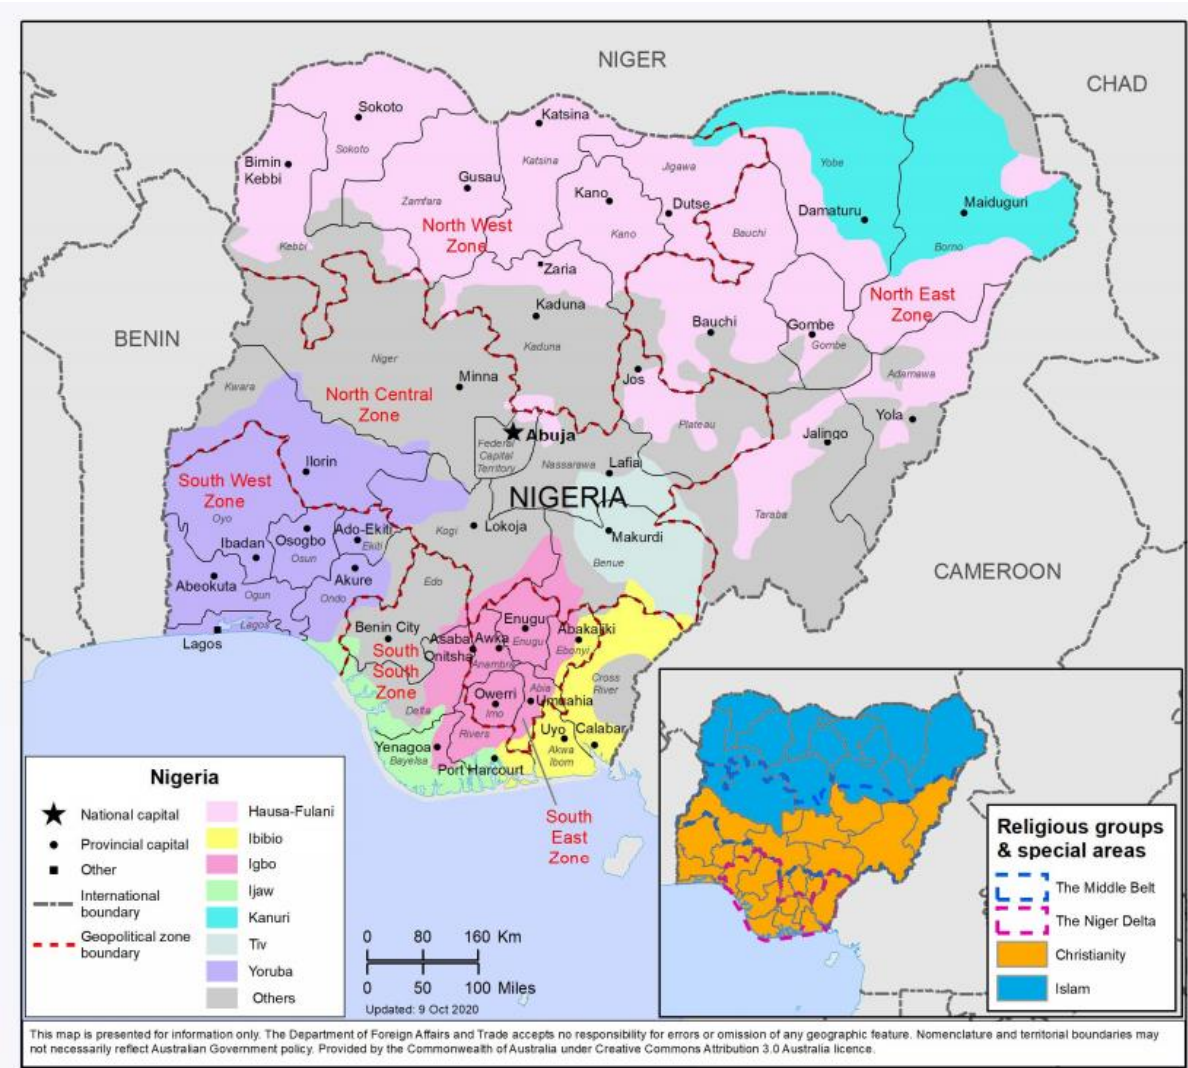 NIGER
CHAD
BENIN
CAMEROON
NIGERIA
Sokoto
Katsina
Bimin
Kebbi
Sokoto
Gusau
Katsina
Jigawa
Zamfara
Kano
Kano
Dutse
Bauchi
Yobe
Damaturu
Maiduguri
Borno
North West
Zone
Kebbi
Zaria
Kaduna
Kaduna
Bauchi
Gombe
Gombe
North East
Zone
Adamawa
Niger
Minna
Jos
Kwara
North Central
Zone
Plateau
Yola
Jalingo
Abuja
Federal
Capital
Territory
Nassarawa
Lafiai
Taraba
Ilorin
South West
Zone
Oyo
Ibadan
Osogbo
Osun
Ado-Ekiti
Ekiti
Kogi
Lokoja
Makurdi
Benue
Abeokuta
Ogun
Akure
Ondo
Edo
Lagos
Lagos
Benin City
Asaba
Onitsha
Awka
Anambra
Enugu
Enugu
Abakaliki
Ebonyi
South
South
Zone
Cross
River
Owerri
Imo
Abia
Umuahia
Delta
Rivers
Uyo
Calabar
Akwa
Ibom
Yenagoa
Bayelsa
Port Harcourt
South
East
Zone
Nigeria
National capital
Provincial capital
Other
International
boundary
Geopolitical zone
boundary
Hausa-Fulani
Ibibio
Igbo
Ijaw
Kanuri
Tiv
Yoruba
Others
0 80 160 Km
0 50 100 Miles
Updated: 9 Oct 2020
Religious groups
& special areas
The Middle Belt
The Niger Delta
Christianity
Islam
This map is presented for information only. The Department of Foreign Affairs and Trade accepts no responsibility for errors or omission of any geographic feature. Nomenclature and territorial boundaries may
not necessarily reflect Australian Government policy. Provided by the Commonwealth of Australia under Creative Commons Attribution 3.0 Australia licence.